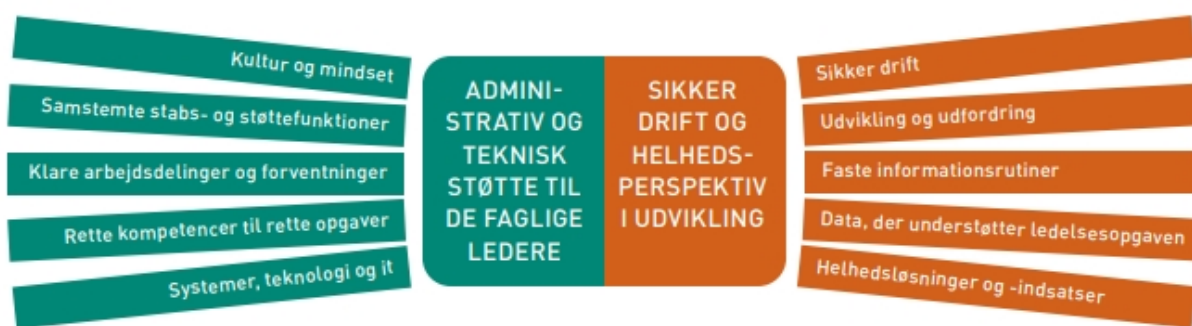 Kultur og mindset
Samstemte stabs- og støttefunktioner
Klare arbejdsdelinger og forventninger
Rette kompetencer til rette opgaver
Systemer, teknologi og it
ADMINI-
STRATIV OG
TEKNISK
STØTTE TIL
DE FAGLIGE
LEDERE
SIKKER
DRIFT OG
HELHEDS-
PERSPEKTIV
I UDVIKLING
Sikker drift
Udvikling og udfordring
Faste informationsrutiner
Data, der understøtter ledelsesopgaven
Helhedsløsninger og -indsatser